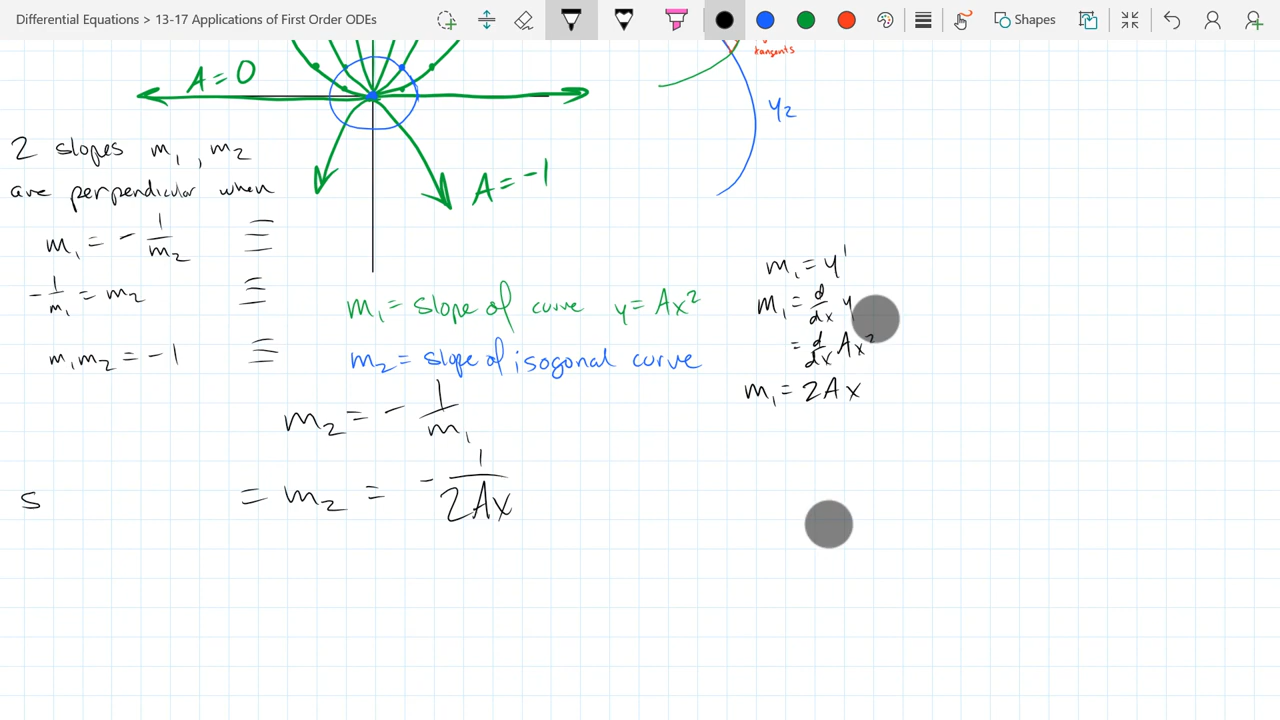 Differential Equations > 13-17 Applications of First Order ODEs
Shapes
tangents
A = 0
y₂
2 slopes m₁, m₂
are perpendicular when
A = -1
m₁ = - 1/m₂ ≡
- 1/m₁ = m₂ ≡
m₁ m₂ = -1 ≡
m₁ = slope of curve y = Ax²
m₂ = slope of isogonal curve
m₁ = y'
m₁ = d/dx y
= d/dx Ax²
m₁ = 2Ax
m₂ = - 1/m₁
S = m₂ = - 1/2Ax